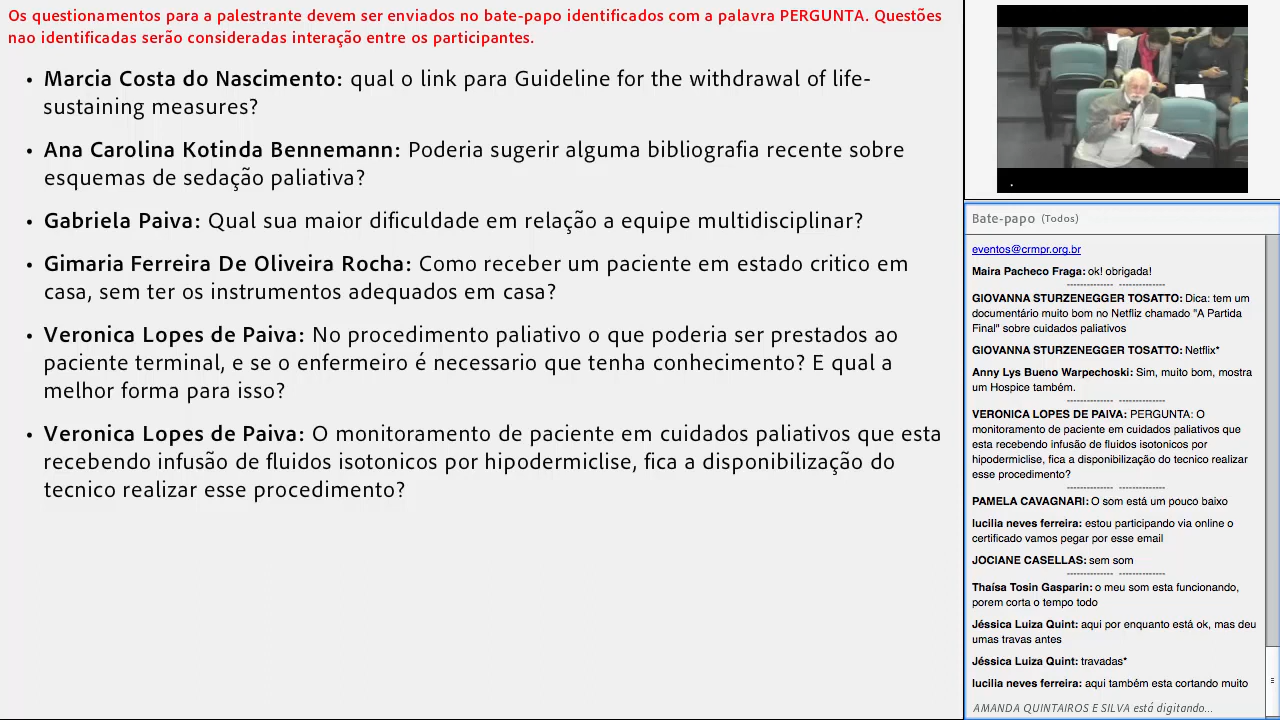 Os questionamentos para a palestrante devem ser enviados no bate-papo identificados com a palavra PERGUNTA. Questões
nao identificadas serão consideradas interação entre os participantes.
• Marcia Costa do Nascimento: qual o link para Guideline for the withdrawal of life-
sustaining measures?
• Ana Carolina Kotinda Bennemann: Poderia sugerir alguma bibliografia recente sobre
esquemas de sedação paliativa?
• Gabriela Paiva: Qual sua maior dificuldade em relação a equipe multidisciplinar?
• Gimaria Ferreira De Oliveira Rocha: Como receber um paciente em estado critico em
casa, sem ter os instrumentos adequados em casa?
• Veronica Lopes de Paiva: No procedimento paliativo o que poderia ser prestados ao
paciente terminal, e se o enfermeiro é necessario que tenha conhecimento? E qual a
melhor forma para isso?
• Veronica Lopes de Paiva: O monitoramento de paciente em cuidados paliativos que esta
recebendo infusão de fluidos isotonicos por hipodermiclise, fica a disponibilização do
tecnico realizar esse procedimento?
Bate-papo (Todos)
eventos@crmpr.org.br
Maira Pacheco Fraga: ok! obrigada!
-------------- --------------
GIOVANNA STURZENEGGER TOSATTO: Dica: tem um
documentário muito bom no Netfliz chamado "A Partida
Final" sobre cuidados paliativos
GIOVANNA STURZENEGGER TOSATTO: Netflix*
Anny Lys Bueno Warpechoski: Sim, muito bom, mostra
um Hospice também.
-------------- --------------
VERONICA LOPES DE PAIVA: PERGUNTA: O
monitoramento de paciente em cuidados paliativos que
esta recebendo infusão de fluidos isotonicos por
hipodermiclise, fica a disponibilização do tecnico realizar
esse procedimento?
-------------- --------------
PAMELA CAVAGNARI: O som está um pouco baixo
lucilia neves ferreira: estou participando via online o
certificado vamos pegar por esse email
JOCIANE CASELLAS: sem som
-------------- --------------
Thaísa Tosin Gasparin: o meu som esta funcionando,
porem corta o tempo todo
Jéssica Luiza Quint: aqui por enquanto está ok, mas deu
umas travas antes
Jéssica Luiza Quint: travadas*
lucilia neves ferreira: aqui também esta cortando muito
AMANDA QUINTAIROS E SILVA está digitando...